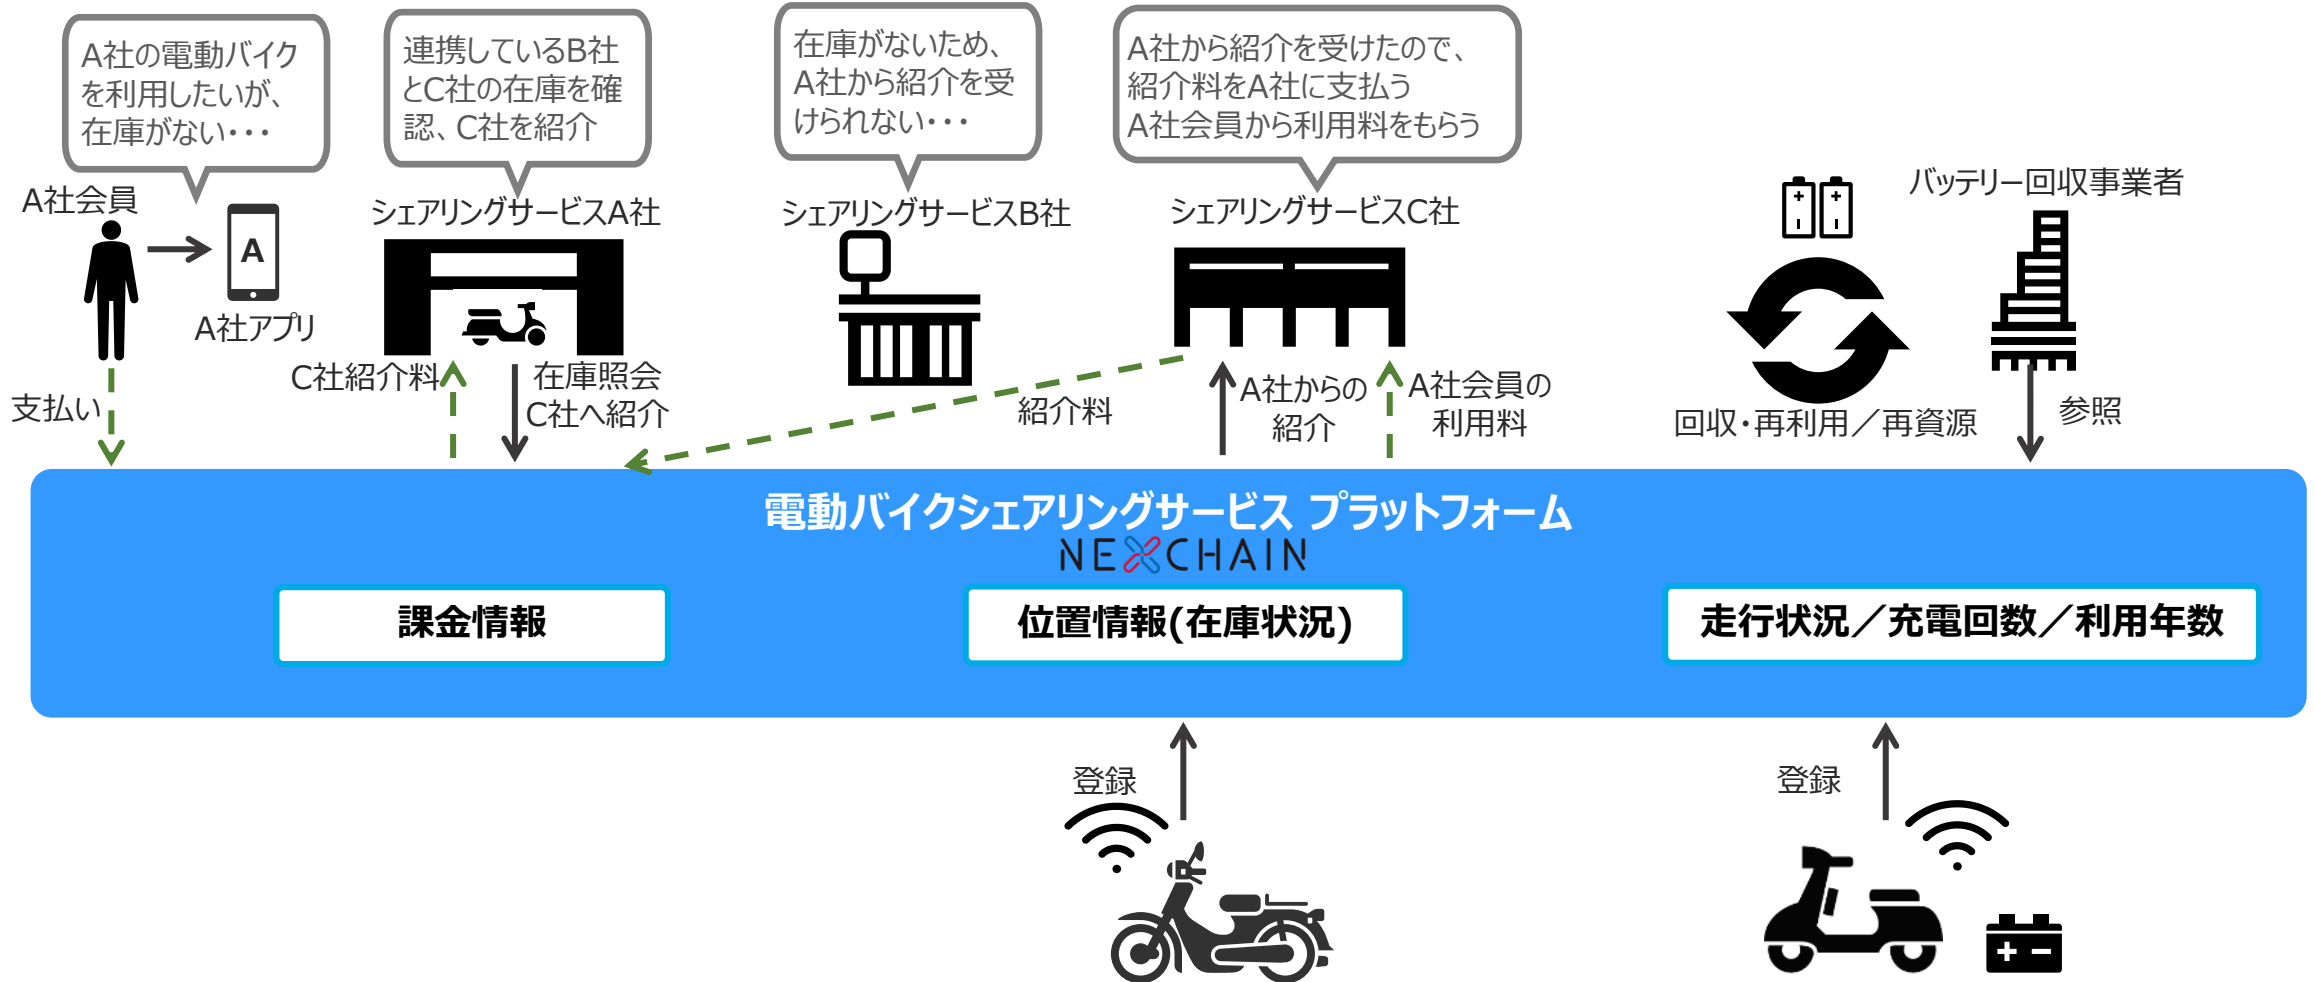 A社の電動バイク
を利用したいが、
在庫がない・・・
連携しているB社
とC社の在庫を確
認、C社を紹介
在庫がないため、
A社から紹介を受
けられない・・・
A社から紹介を受けたので、
紹介料をA社に支払う
A社会員から利用料をもらう
A社会員
A
A社アプリ
シェアリングサービスA社
シェアリングサービスB社
シェアリングサービスC社
バッテリー回収事業者
支払い
C社紹介料
在庫照会
C社へ紹介
紹介料
A社からの
紹介
A社会員の
利用料
回収・再利用／再資源
参照
電動バイクシェアリングサービス プラットフォーム
NEXCHAIN
課金情報
位置情報(在庫状況)
走行状況／充電回数／利用年数
登録
登録